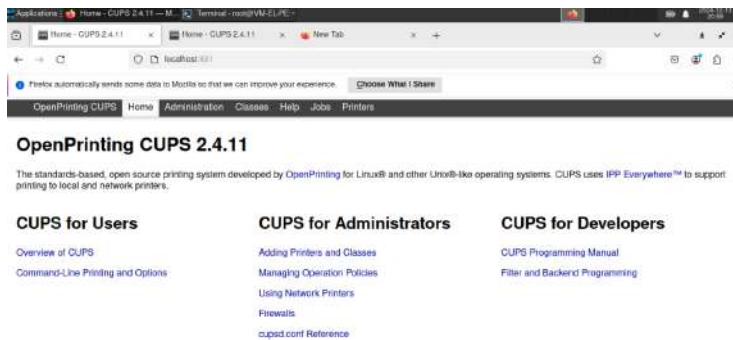 Applications Home - CUPS 2.4.11 — M... Terminal - root@VM-EL-PE: ~
Home - CUPS 2.4.11 Home - CUPS 2.4.11 New Tab
localhost:631
Firefox automatically sends some data to Mozilla so that we can improve your experience. Choose What I Share
OpenPrinting CUPS Home Administration Classes Help Jobs Printers
OpenPrinting CUPS 2.4.11
The standards-based, open source printing system developed by OpenPrinting for Linux® and other Unix®-like operating systems. CUPS uses IPP Everywhere™ to support
printing to local and network printers.
CUPS for Users
Overview of CUPS
Command-Line Printing and Options
CUPS for Administrators
Adding Printers and Classes
Managing Operation Policies
Using Network Printers
Firewalls
cupsd.conf Reference
CUPS for Developers
CUPS Programming Manual
Filter and Backend Programming